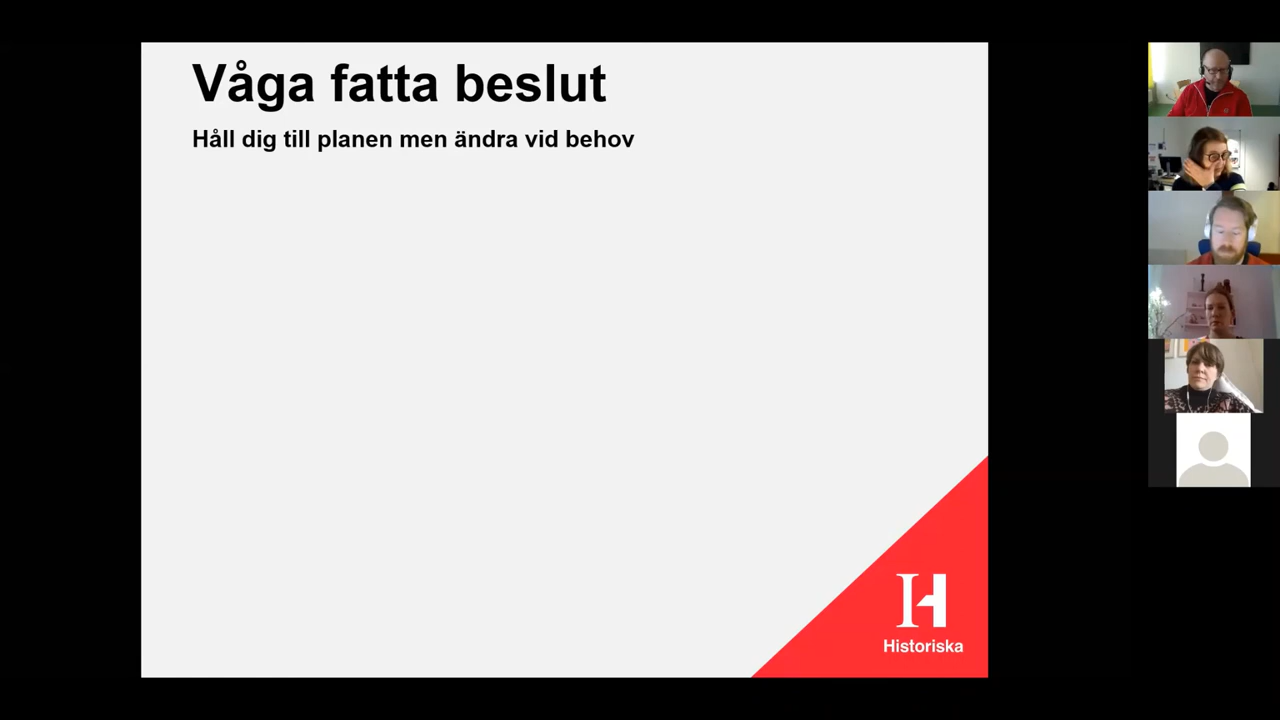 Våga fatta beslut
Håll dig till planen men ändra vid behov
Historiska